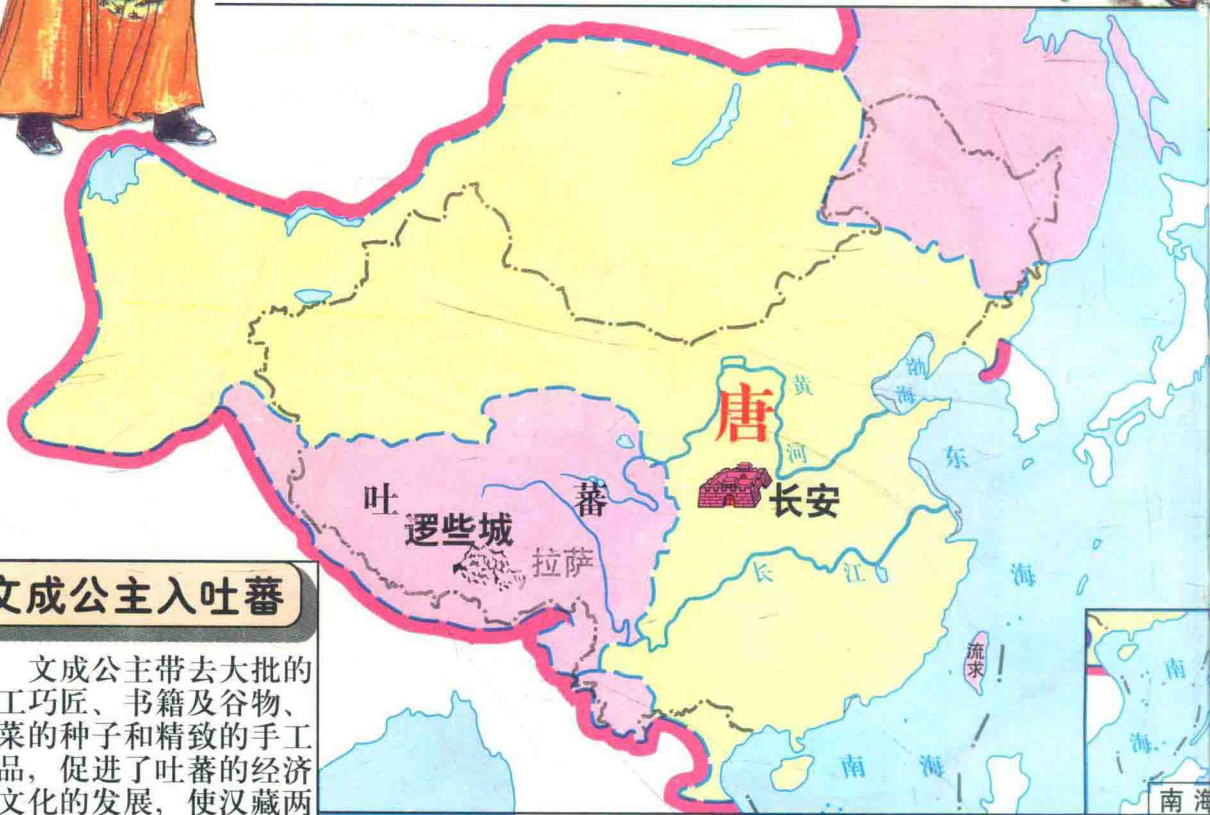 唐
黄
河
渤
海
东
海
长安
吐 蕃
逻些城
拉萨
长 江
流求
南 海
南
海
南海
文成公主入吐蕃
文成公主带去大批的
工巧匠、书籍及谷物、
菜的种子和精致的手工
品，促进了吐蕃的经济
文化的发展，使汉藏两